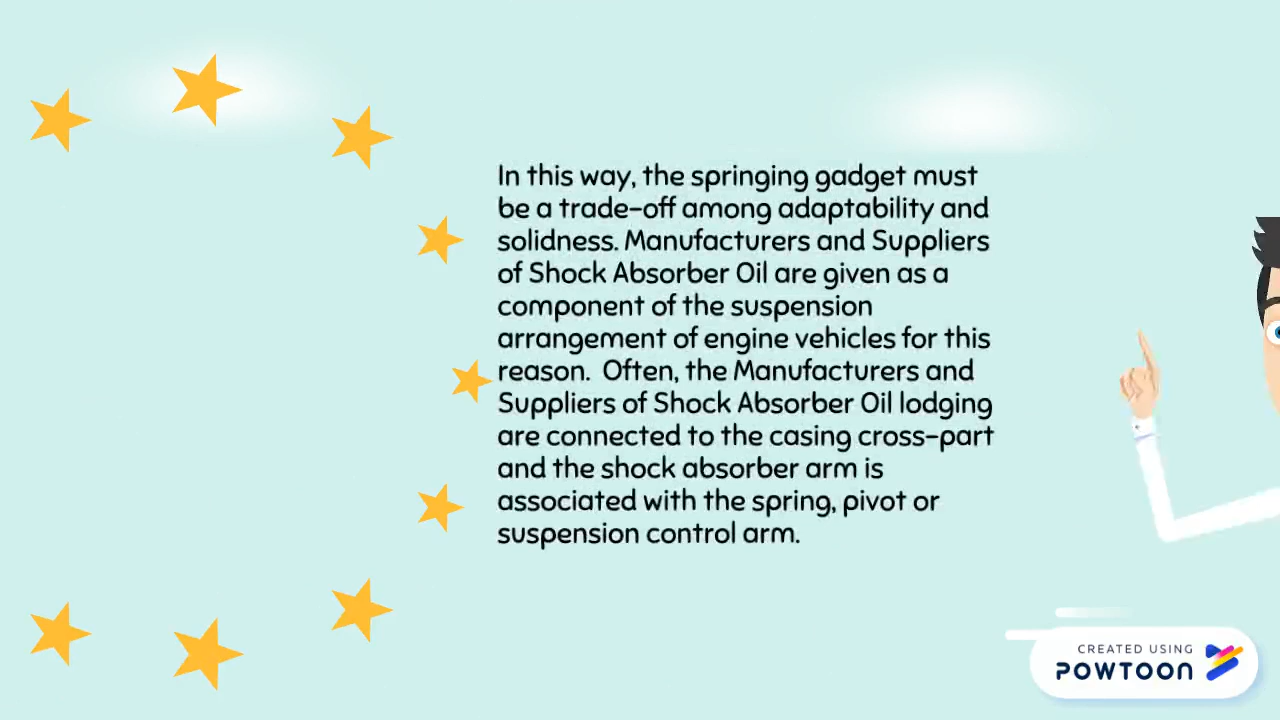 In this way, the springing gadget must
be a trade-off among adaptability and
solidness. Manufacturers and Suppliers
of Shock Absorber Oil are given as a
component of the suspension
arrangement of engine vehicles for this
reason.  Often, the Manufacturers and
Suppliers of Shock Absorber Oil lodging
are connected to the casing cross-part
and the shock absorber arm is
associated with the spring, pivot or
suspension control arm.
CREATED USING
POWTOON